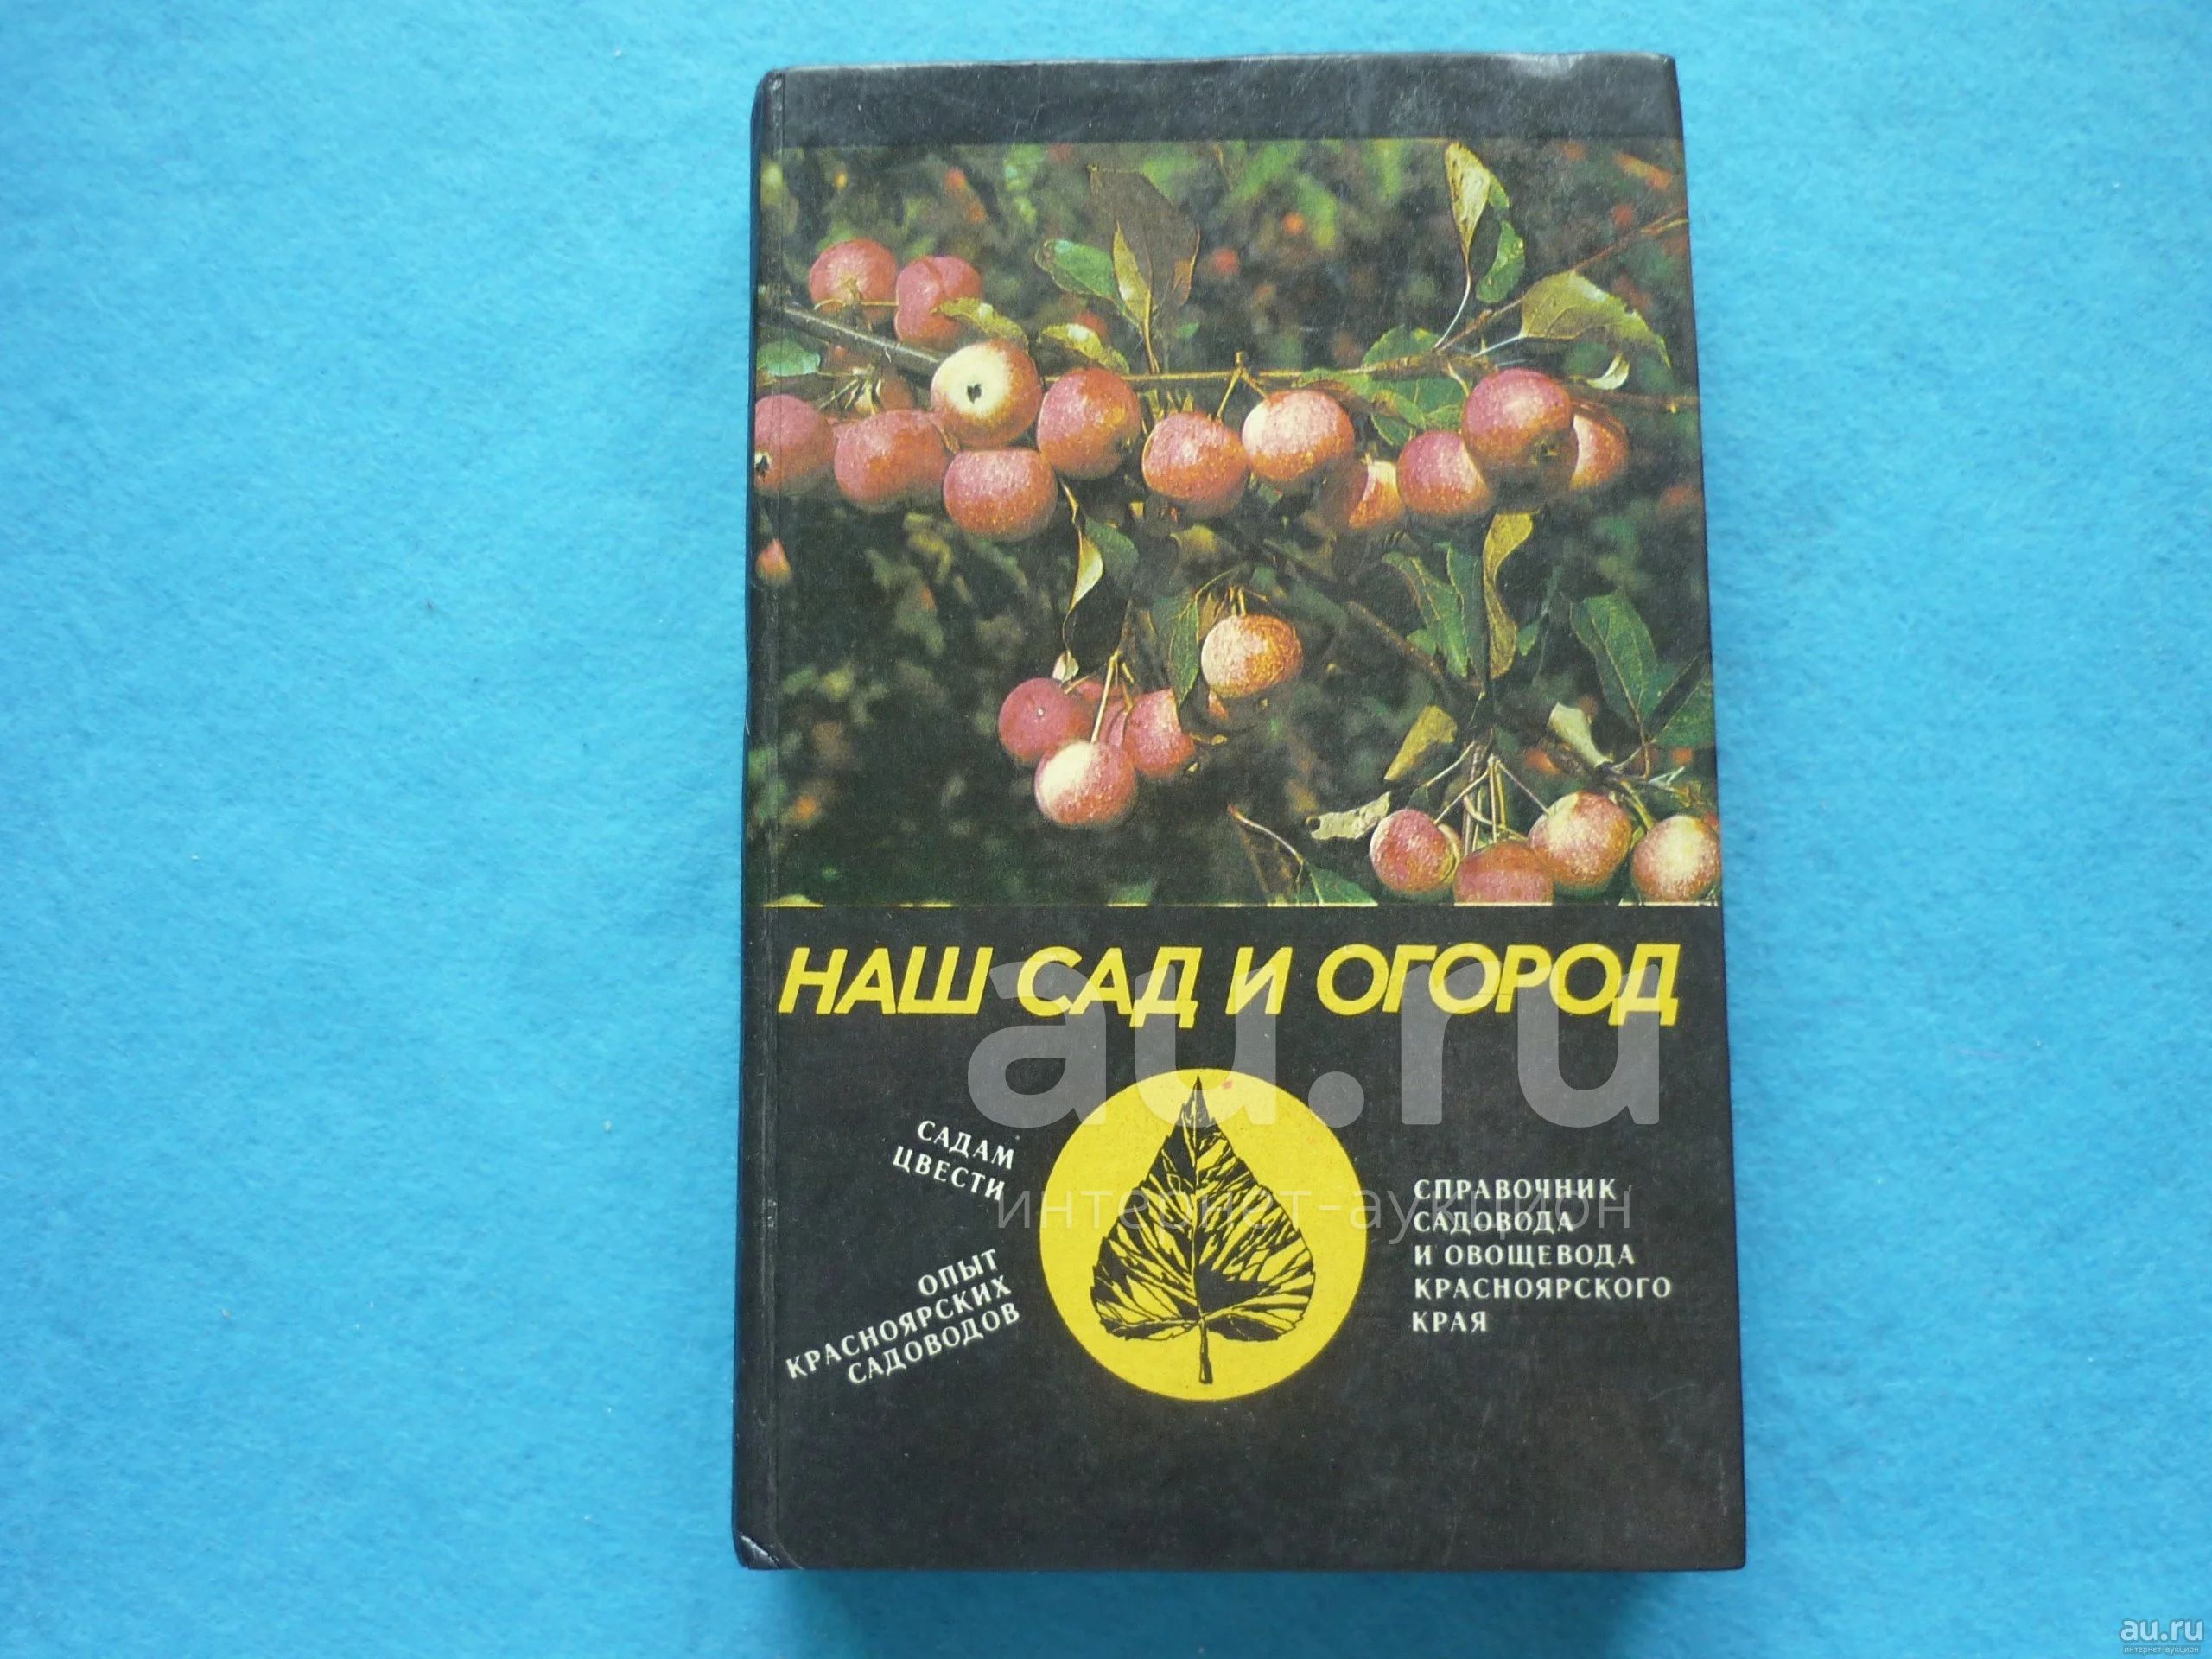 НАШ САД И ОГОРОД
au.ru
интернет-аукцион
САДАМ
ЦВЕСТИ
ОПЫТ
КРАСНОЯРСКИХ
САДОВОДОВ
СПРАВОЧНИК
САДОВОДА
И ОВОЩЕВОДА
КРАСНОЯРСКОГО
КРАЯ
au.ru
интернет-аукцион